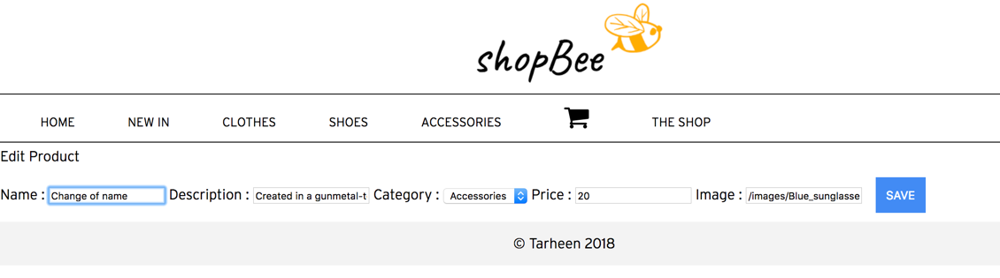 shopBee
HOME NEW IN CLOTHES SHOES ACCESSORIES THE SHOP
Edit Product
Name : Change of name Description : Created in a gunmetal-t Category : Accessories Price : 20 Image : /images/Blue_sunglasse SAVE
© Tarheen 2018